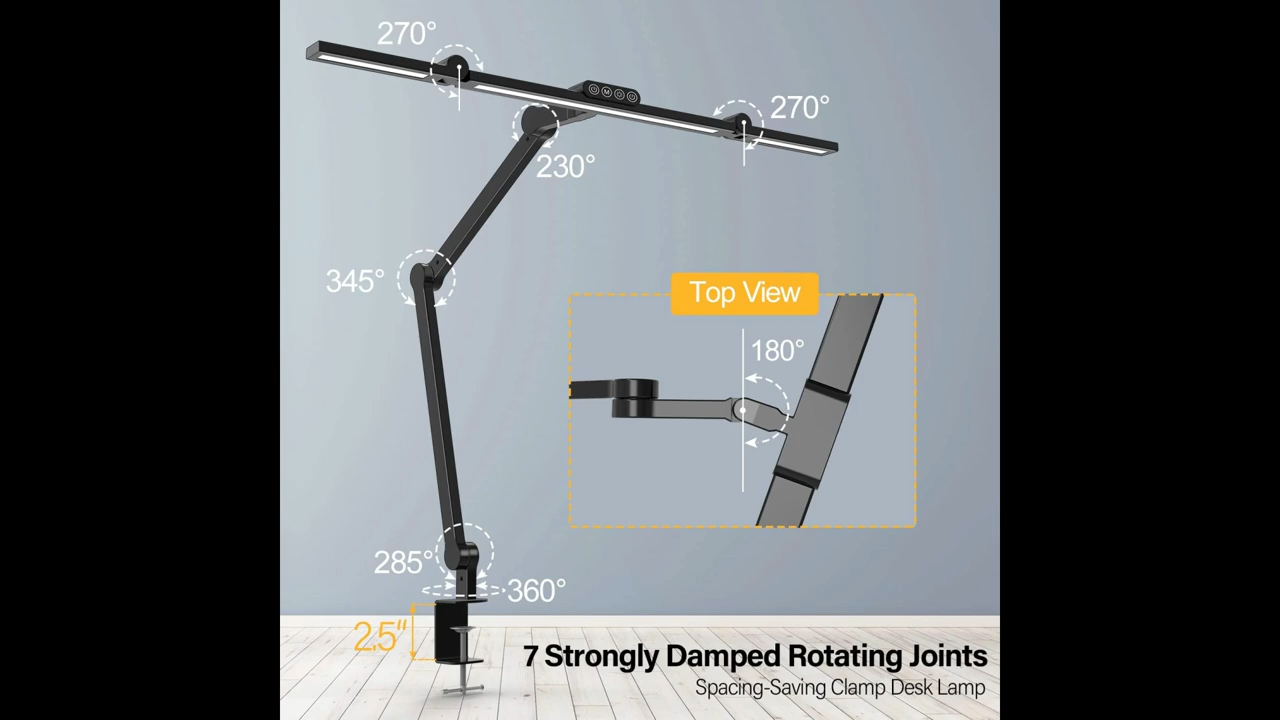 270°
270°
230°
345°
Top View
180°
285°
360°
2.5"
M
7 Strongly Damped Rotating Joints
Spacing-Saving Clamp Desk Lamp